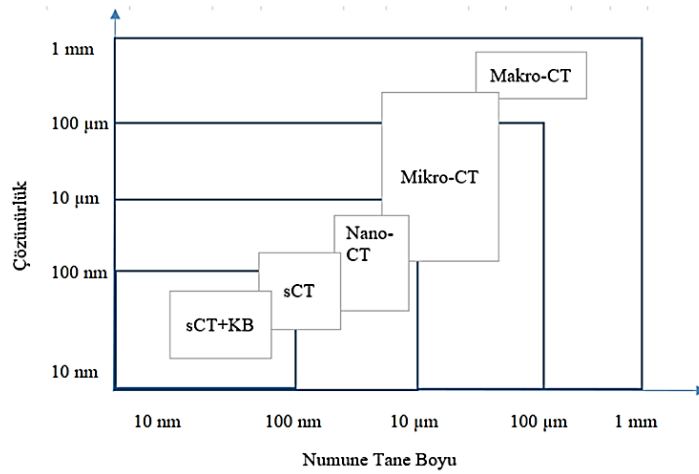 1 mm
Makro-CT
100 µm
Mikro-CT
10 µm
Nano-
CT
100 nm
sCT
sCT+KB
10 nm
Çözünürlük
10 nm
100 nm
10 µm
100 µm
1 mm
Numune Tane Boyu